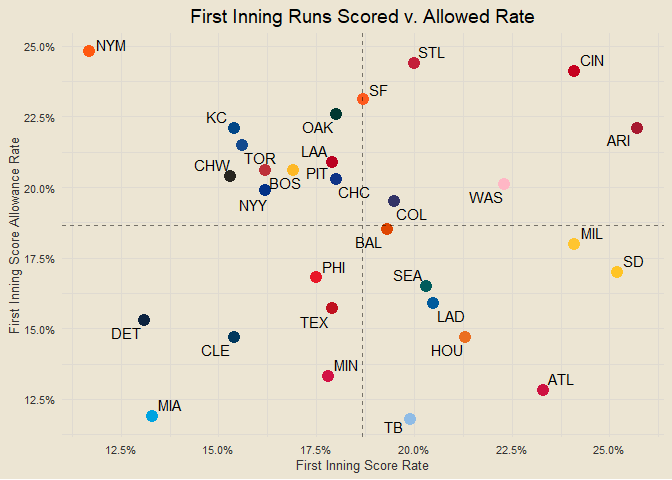 First Inning Runs Scored v. Allowed Rate
25.0%
22.5%
20.0%
17.5%
15.0%
12.5%
First Inning Score Allowance Rate
NYM
STL
CIN
SF
KC
OAK
ARI
TOR
LAA
CHW
BOS
PIT
NYY
CHC
WAS
COL
BAL
MIL
PHI
SEA
SD
TEX
LAD
DET
CLE
HOU
MIN
ATL
MIA
TB
12.5%
15.0%
17.5%
20.0%
22.5%
25.0%
First Inning Score Rate